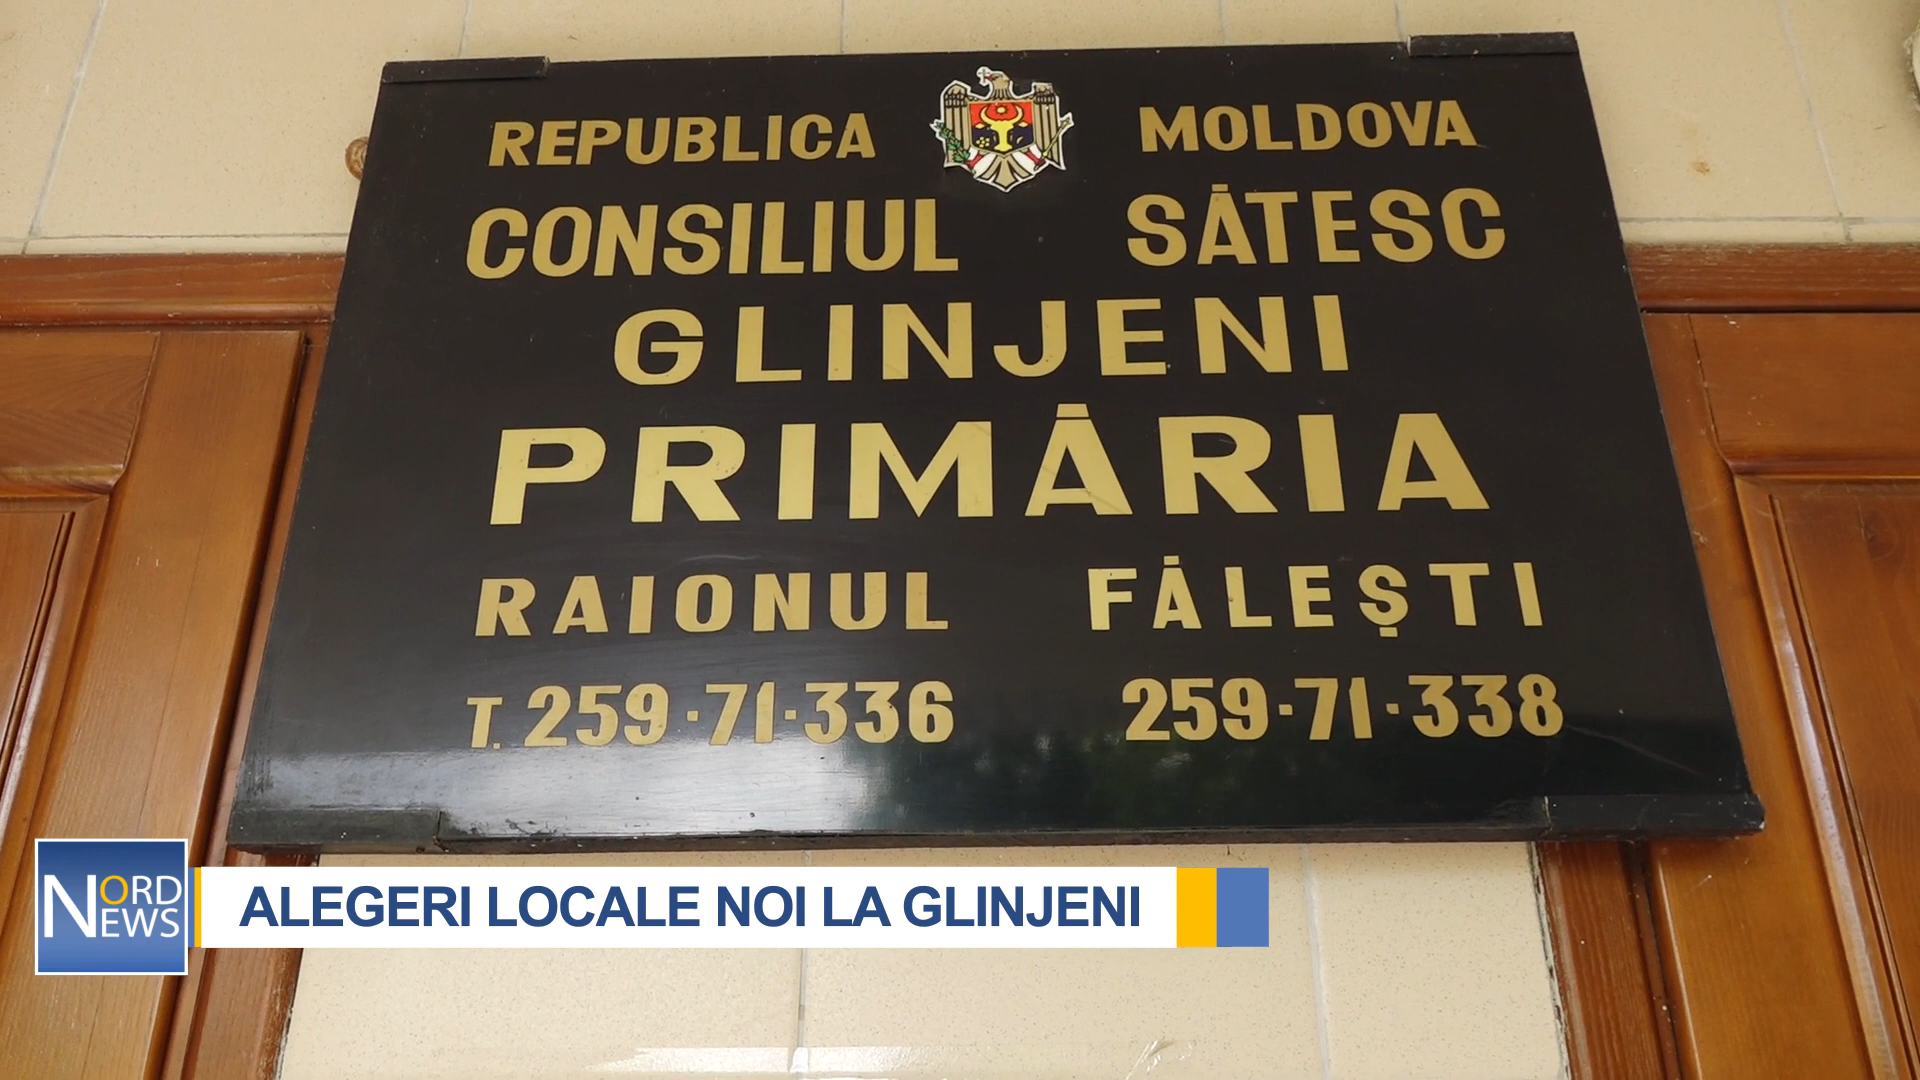 REPUBLICA MOLDOVA
CONSILIUL SĂTESC
GLINJENI
PRIMĂRIA
RAIONUL FĂLEȘTI
T. 259·71·336 259·71·338
NORD NEWS
ALEGERI LOCALE NOI LA GLINJENI